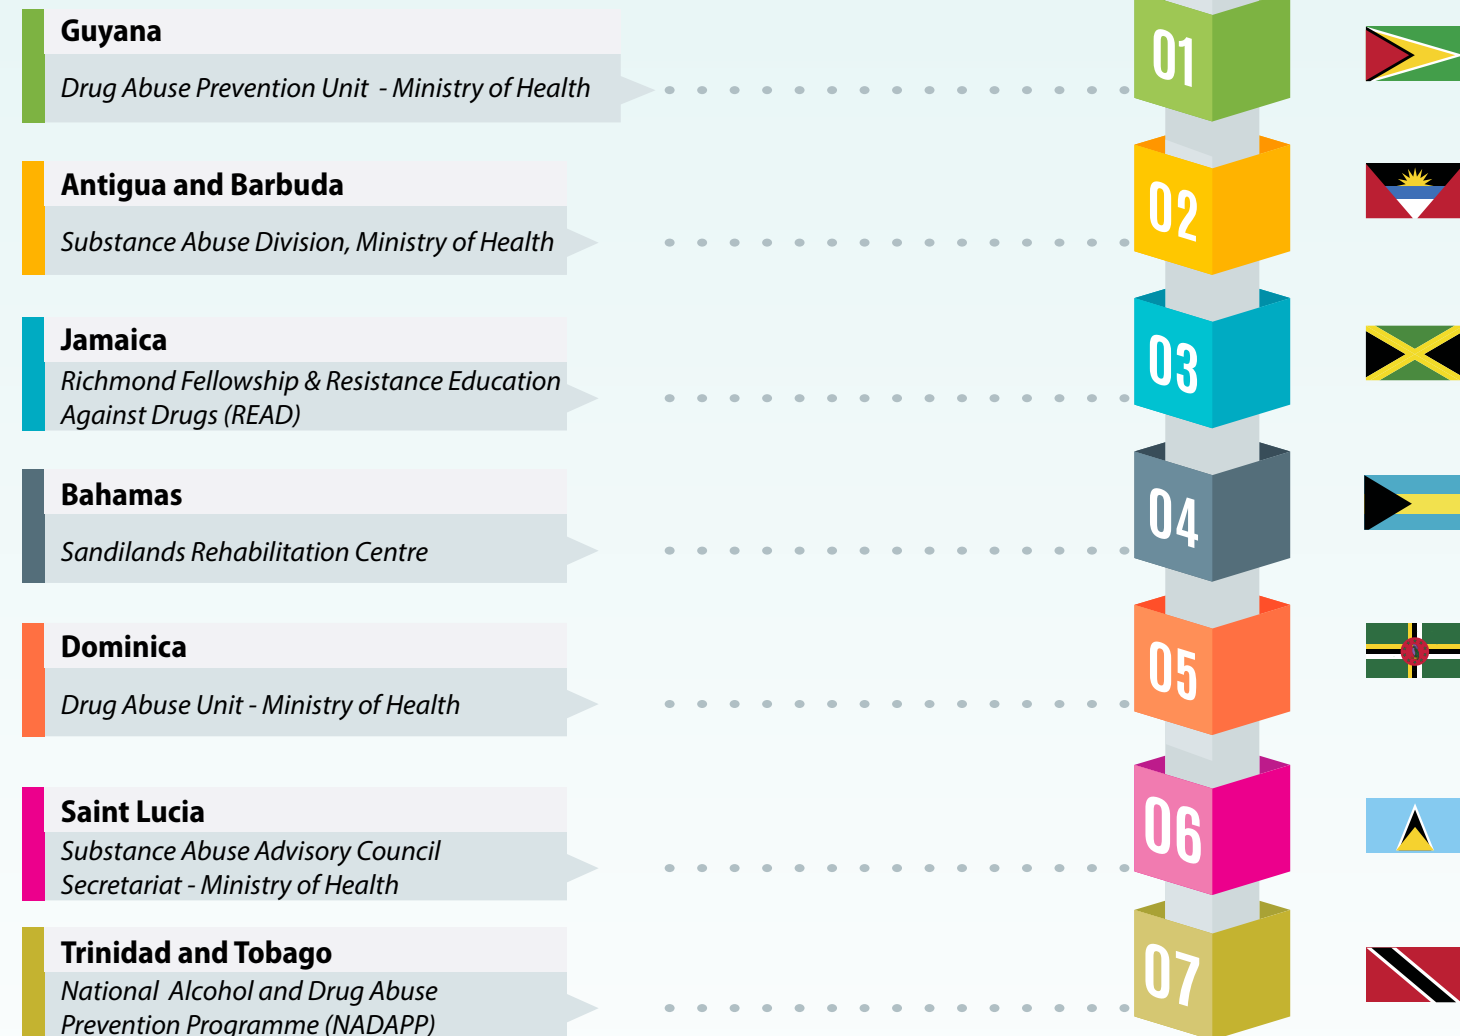 Guyana
Drug Abuse Prevention Unit - Ministry of Health
01
Antigua and Barbuda
Substance Abuse Division, Ministry of Health
02
Jamaica
Richmond Fellowship & Resistance Education
Against Drugs (READ)
03
Bahamas
Sandilands Rehabilitation Centre
04
Dominica
Drug Abuse Unit - Ministry of Health
05
Saint Lucia
Substance Abuse Advisory Council
Secretariat - Ministry of Health
06
Trinidad and Tobago
National Alcohol and Drug Abuse
Prevention Programme (NADAPP)
07